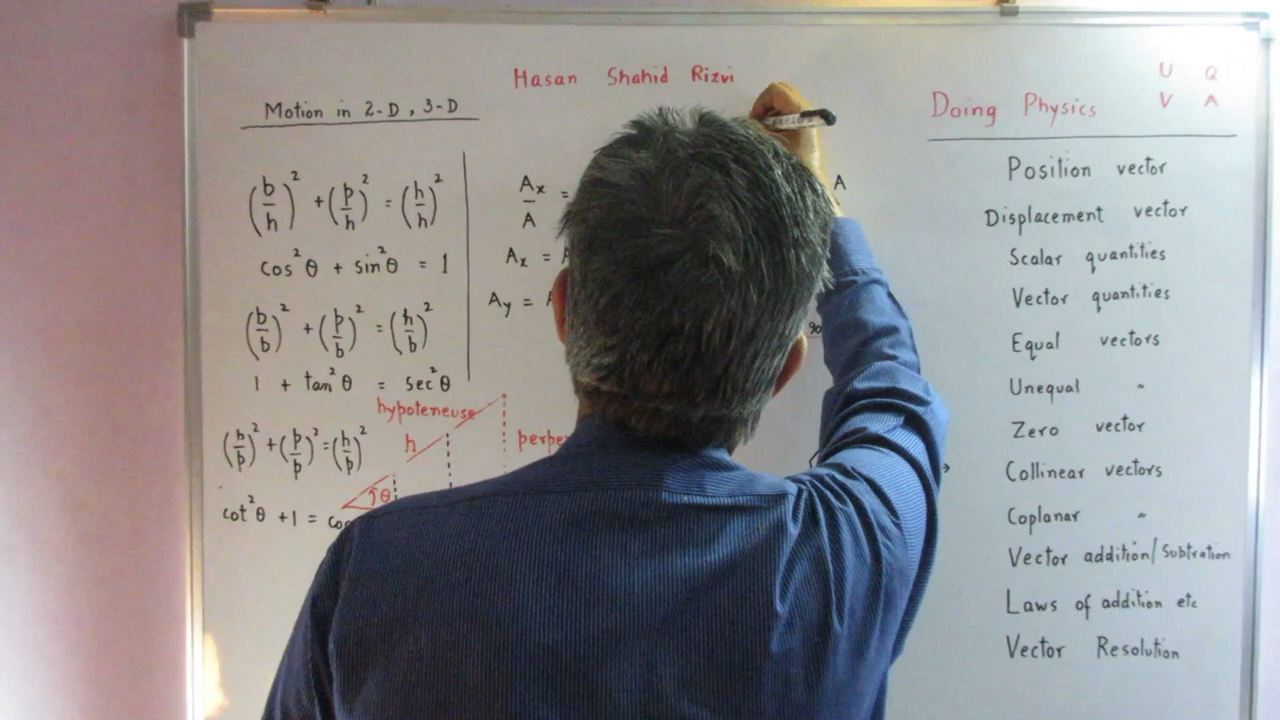 Hasan Shahid Rizvi
Motion in 2-D, 3-D
(b/h)² + (p/h)² = (h/h)²
cos²θ + sin²θ = 1
(b/b)² + (p/b)² = (h/b)²
1 + tan²θ = sec²θ
(b/p)² + (p/p)² = (h/p)²
cot²θ + 1 =
hypoteneuse
h
θ
Ax/A =
Ax =
Ay =
A
U Q
V A
Doing Physics
Position vector
Displacement vector
Scalar quantities
Vector quantities
Equal vectors
Unequal "
Zero vector
Collinear vectors
Coplanar "
Vector addition/Subtration
Laws of addition etc
Vector Resolution